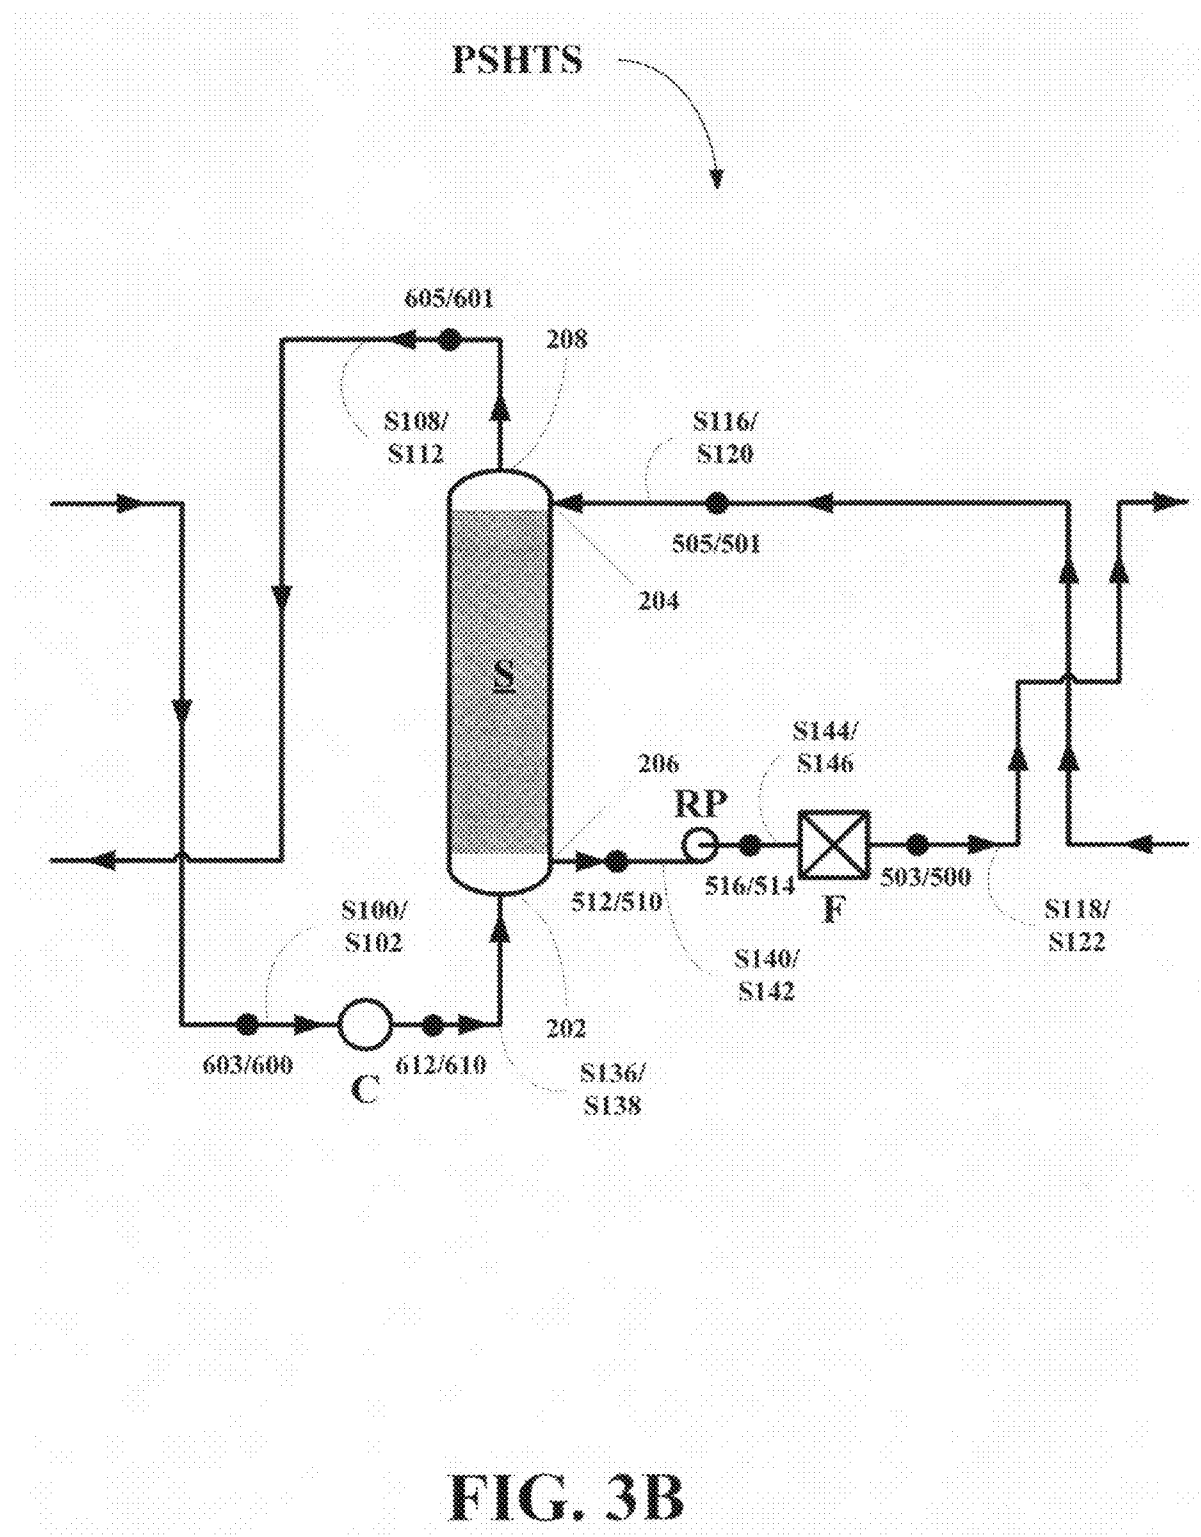 PSHTS
605/601
208
S108/
S112
S116/
S120
505/501
204
S
S144/
S146
206
RP
516/514
503/500
512/510
F
S100/
S102
S118/
S122
S140/
S142
202
603/600
612/610
C
S136/
S138
FIG. 3B